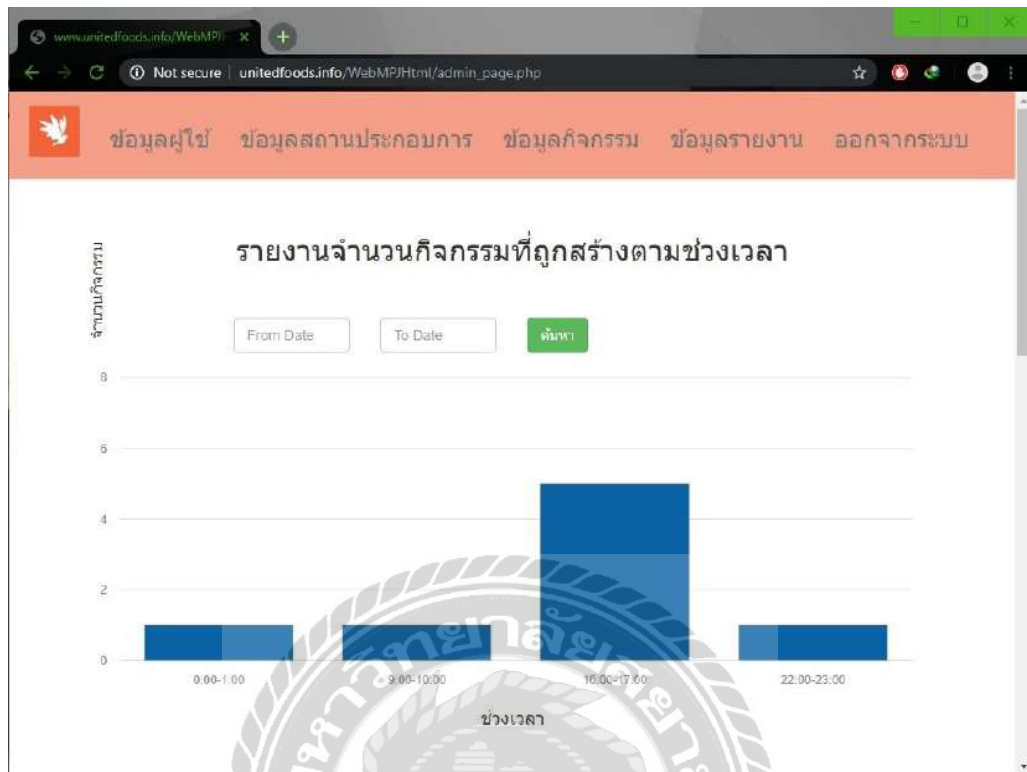 www.unitedfoods.info/WebMPJH
Not secure unitedfoods.info/WebMPJHtml/admin_page.php
ข้อมูลผู้ใช้ ข้อมูลสถานประกอบการ ข้อมูลกิจกรรม ข้อมูลรายงาน ออกจากระบบ
รายงานจำนวนกิจกรรมที่ถูกสร้างตามช่วงเวลา
จำนวนกิจกรรม
From Date To Date ค้นหา
8
6
4
2
0
0:00-1:00 9:00-10:00 16:00-17:00 22:00-23:00
ช่วงเวลา